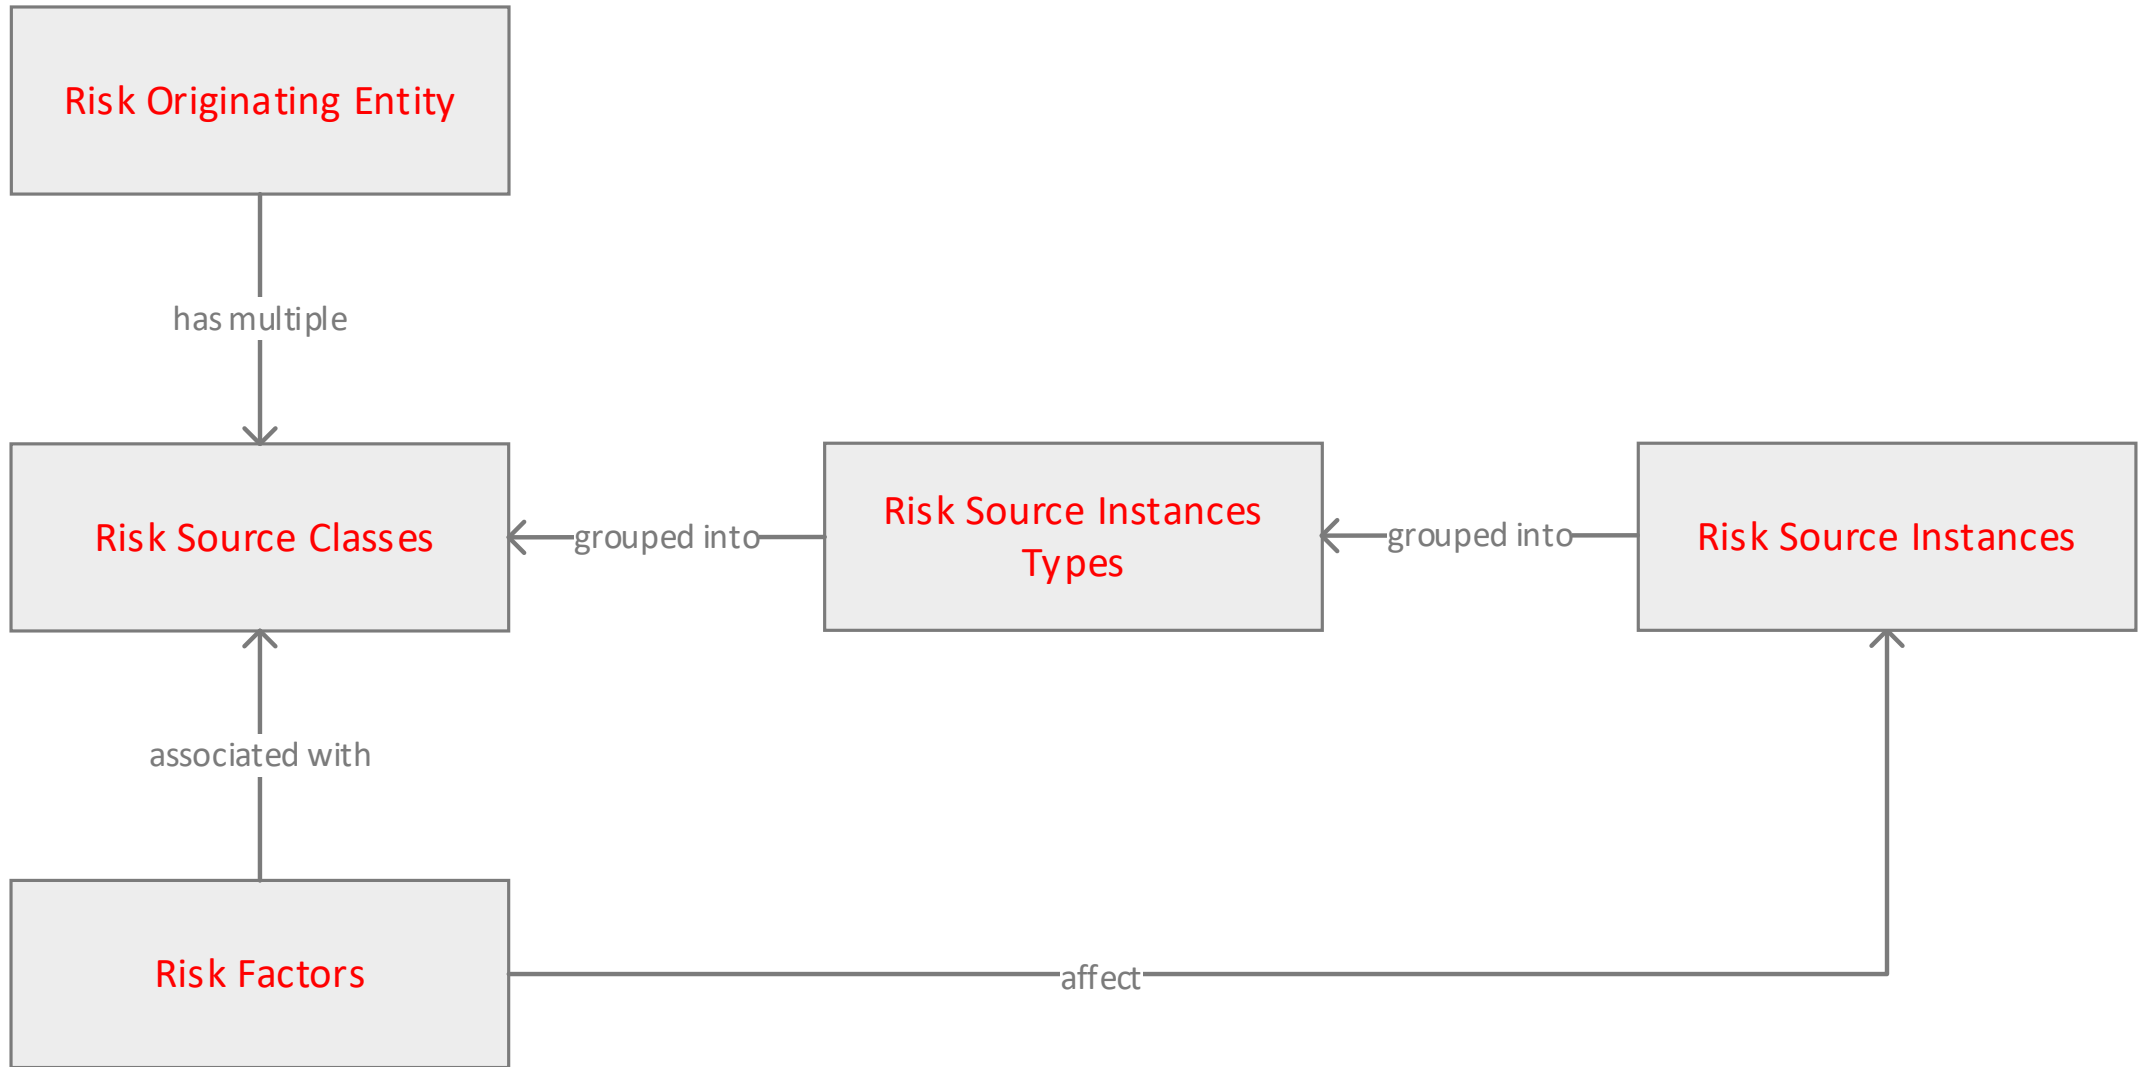 Risk Originating Entity
has multiple
Risk Source Classes
grouped into
Risk Source Instances
Types
grouped into
Risk Source Instances
associated with
Risk Factors
affect